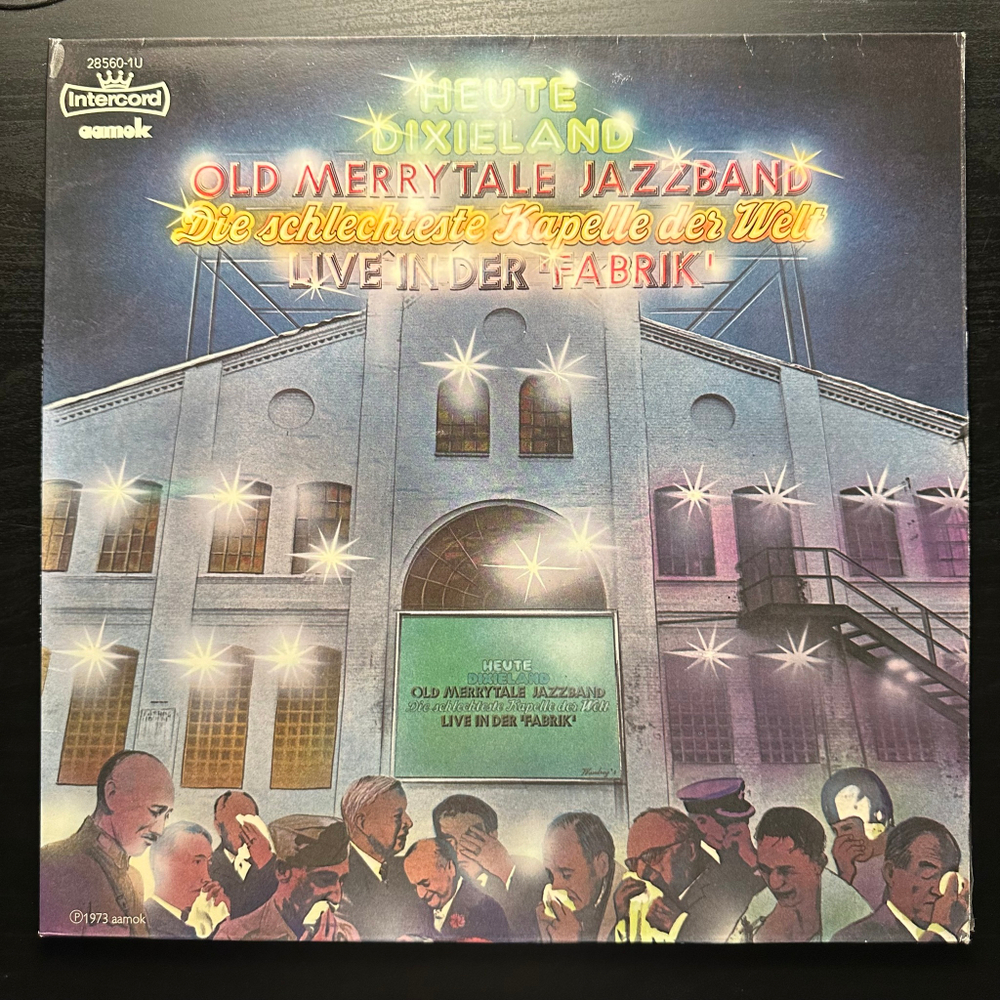 28560-1U
Intercord
aamok
HEUTE
DIXIELAND
OLD MERRYTALE JAZZBAND
Die schlechteste Kapelle der Welt
LIVE IN DER 'FABRIK'
HEUTE
DIXIELAND
OLD MERRYTALE JAZZBAND
Die schlechteste Kapelle der Welt
LIVE IN DER 'FABRIK'
℗1973 aamok